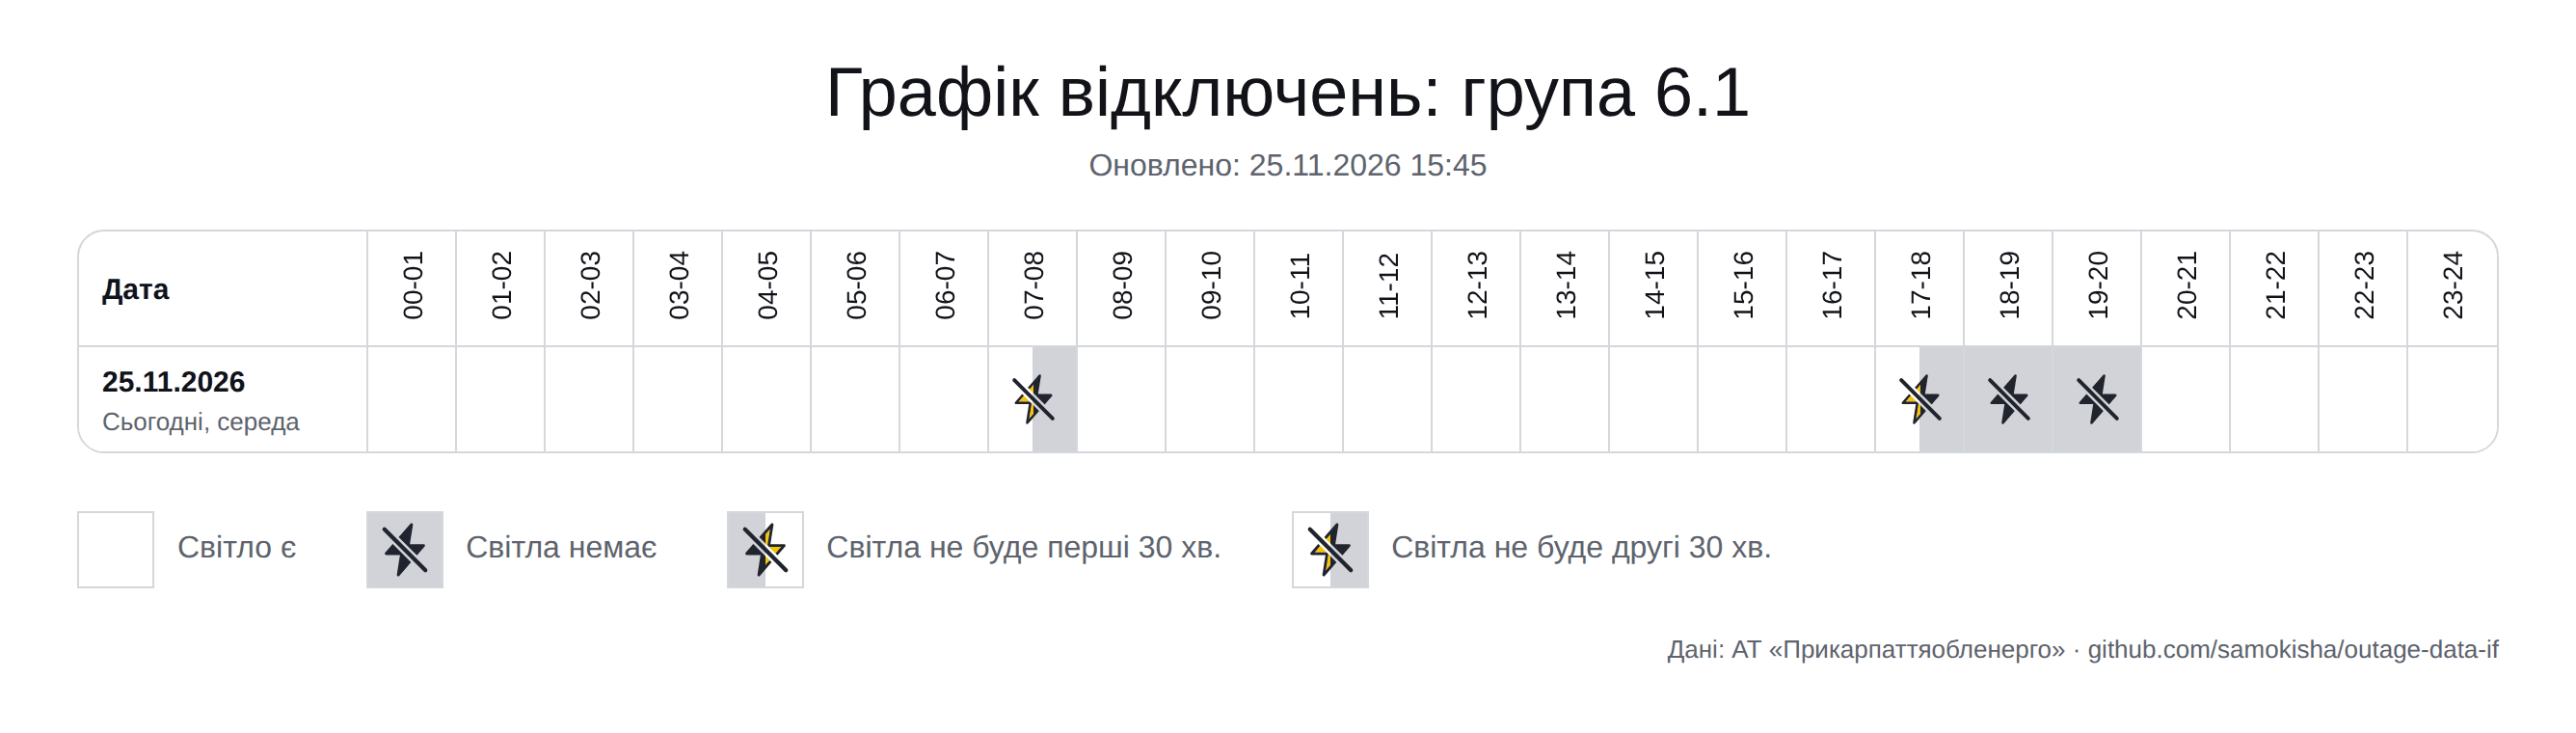 Графік відключень: група 6.1
Оновлено: 25.11.2026 15:45
Дата 00-01 01-02 02-03 03-04 04-05 05-06 06-07 07-08 08-09 09-10 10-11 11-12 12-13 13-14 14-15 15-16 16-17 17-18 18-19 19-20 20-21 21-22 22-23 23-24
25.11.2026
Сьогодні, середа
Світло є Світла немає Світла не буде перші 30 хв. Світла не буде другі 30 хв.
Дані: АТ «Прикарпаттяобленерго» · github.com/samokisha/outage-data-if